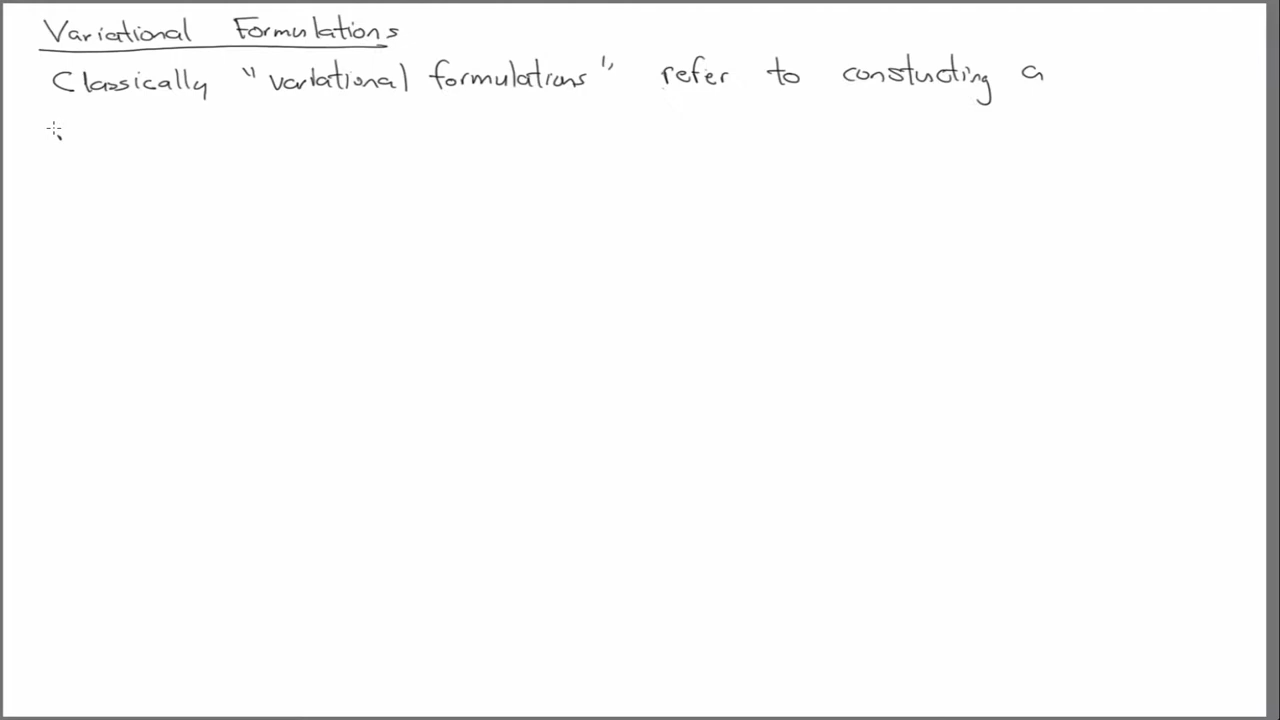 Variational Formulations
Classically "variational formulations" refer to constucting a